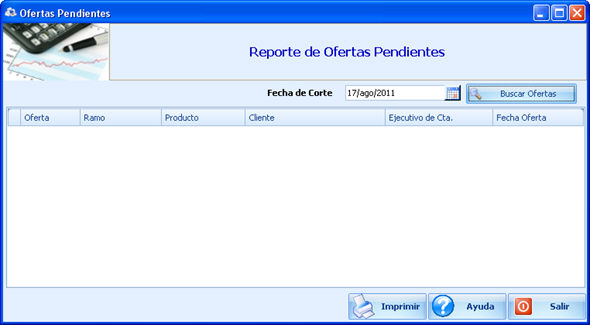 Ofertas Pendientes
Reporte de Ofertas Pendientes
Fecha de Corte 17/ago/2011 Buscar Ofertas
Oferta Ramo Producto Cliente Ejecutivo de Cta. Fecha Oferta
Imprimir Ayuda Salir